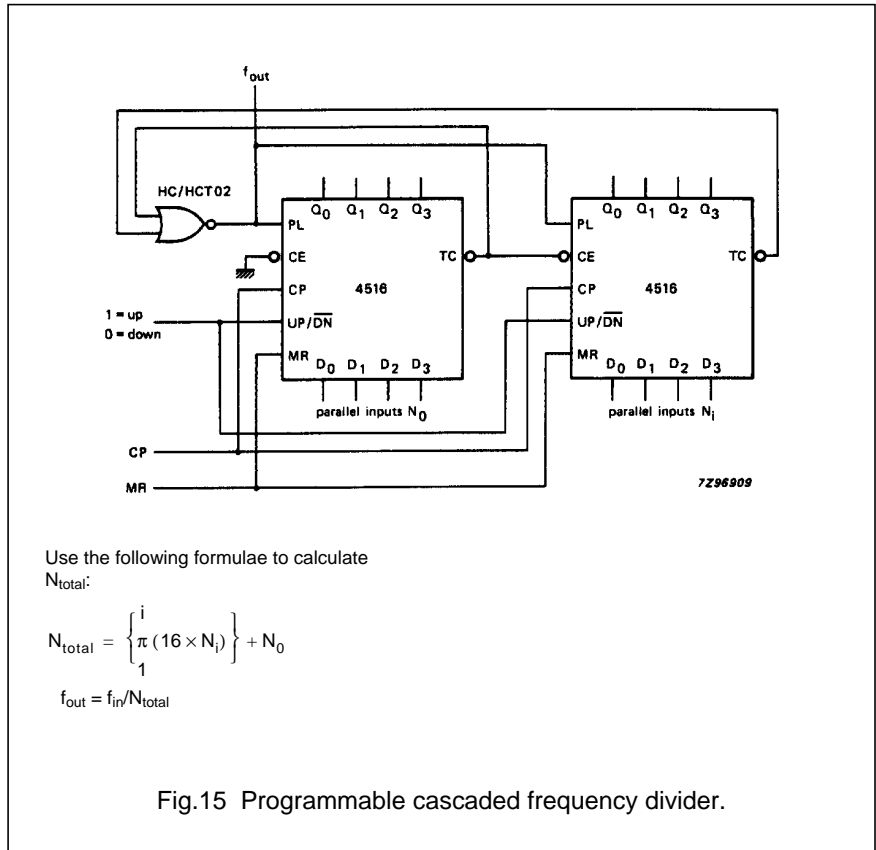 f_out
HC/HCT02
Q0 Q1 Q2 Q3
PL
CE
TC
CP
4516
UP/D̅N̅
MR
D0 D1 D2 D3
parallel inputs N0
Q0 Q1 Q2 Q3
PL
CE
TC
CP
4516
UP/D̅N̅
MR
D0 D1 D2 D3
parallel inputs Ni
1 = up
0 = down
CP
MR
7Z96909
Use the following formulae to calculate
N_total:
N_total = { i π 1 (16 × Ni) } + N0
f_out = f_in/N_total
Fig.15 Programmable cascaded frequency divider.